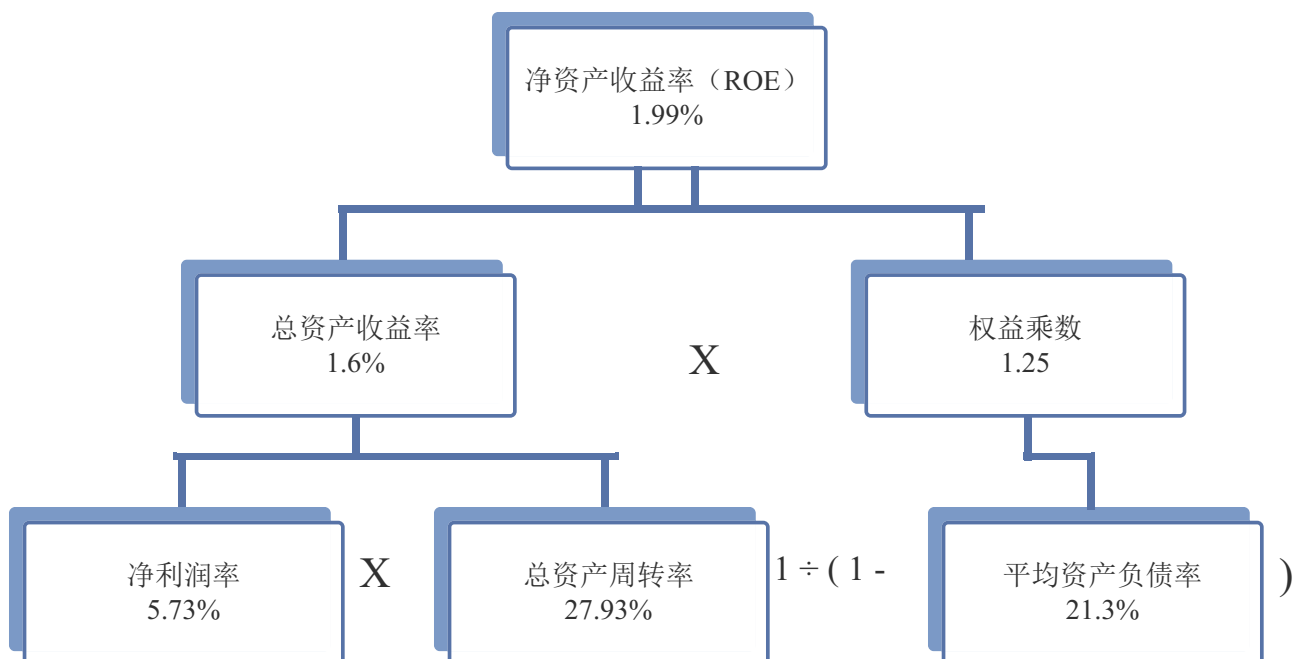 净资产收益率（ROE）
1.99%
总资产收益率
1.6%
X
权益乘数
1.25
净利润率
5.73%
X
总资产周转率
27.93%
1 ÷ ( 1 -
平均资产负债率
21.3%
)